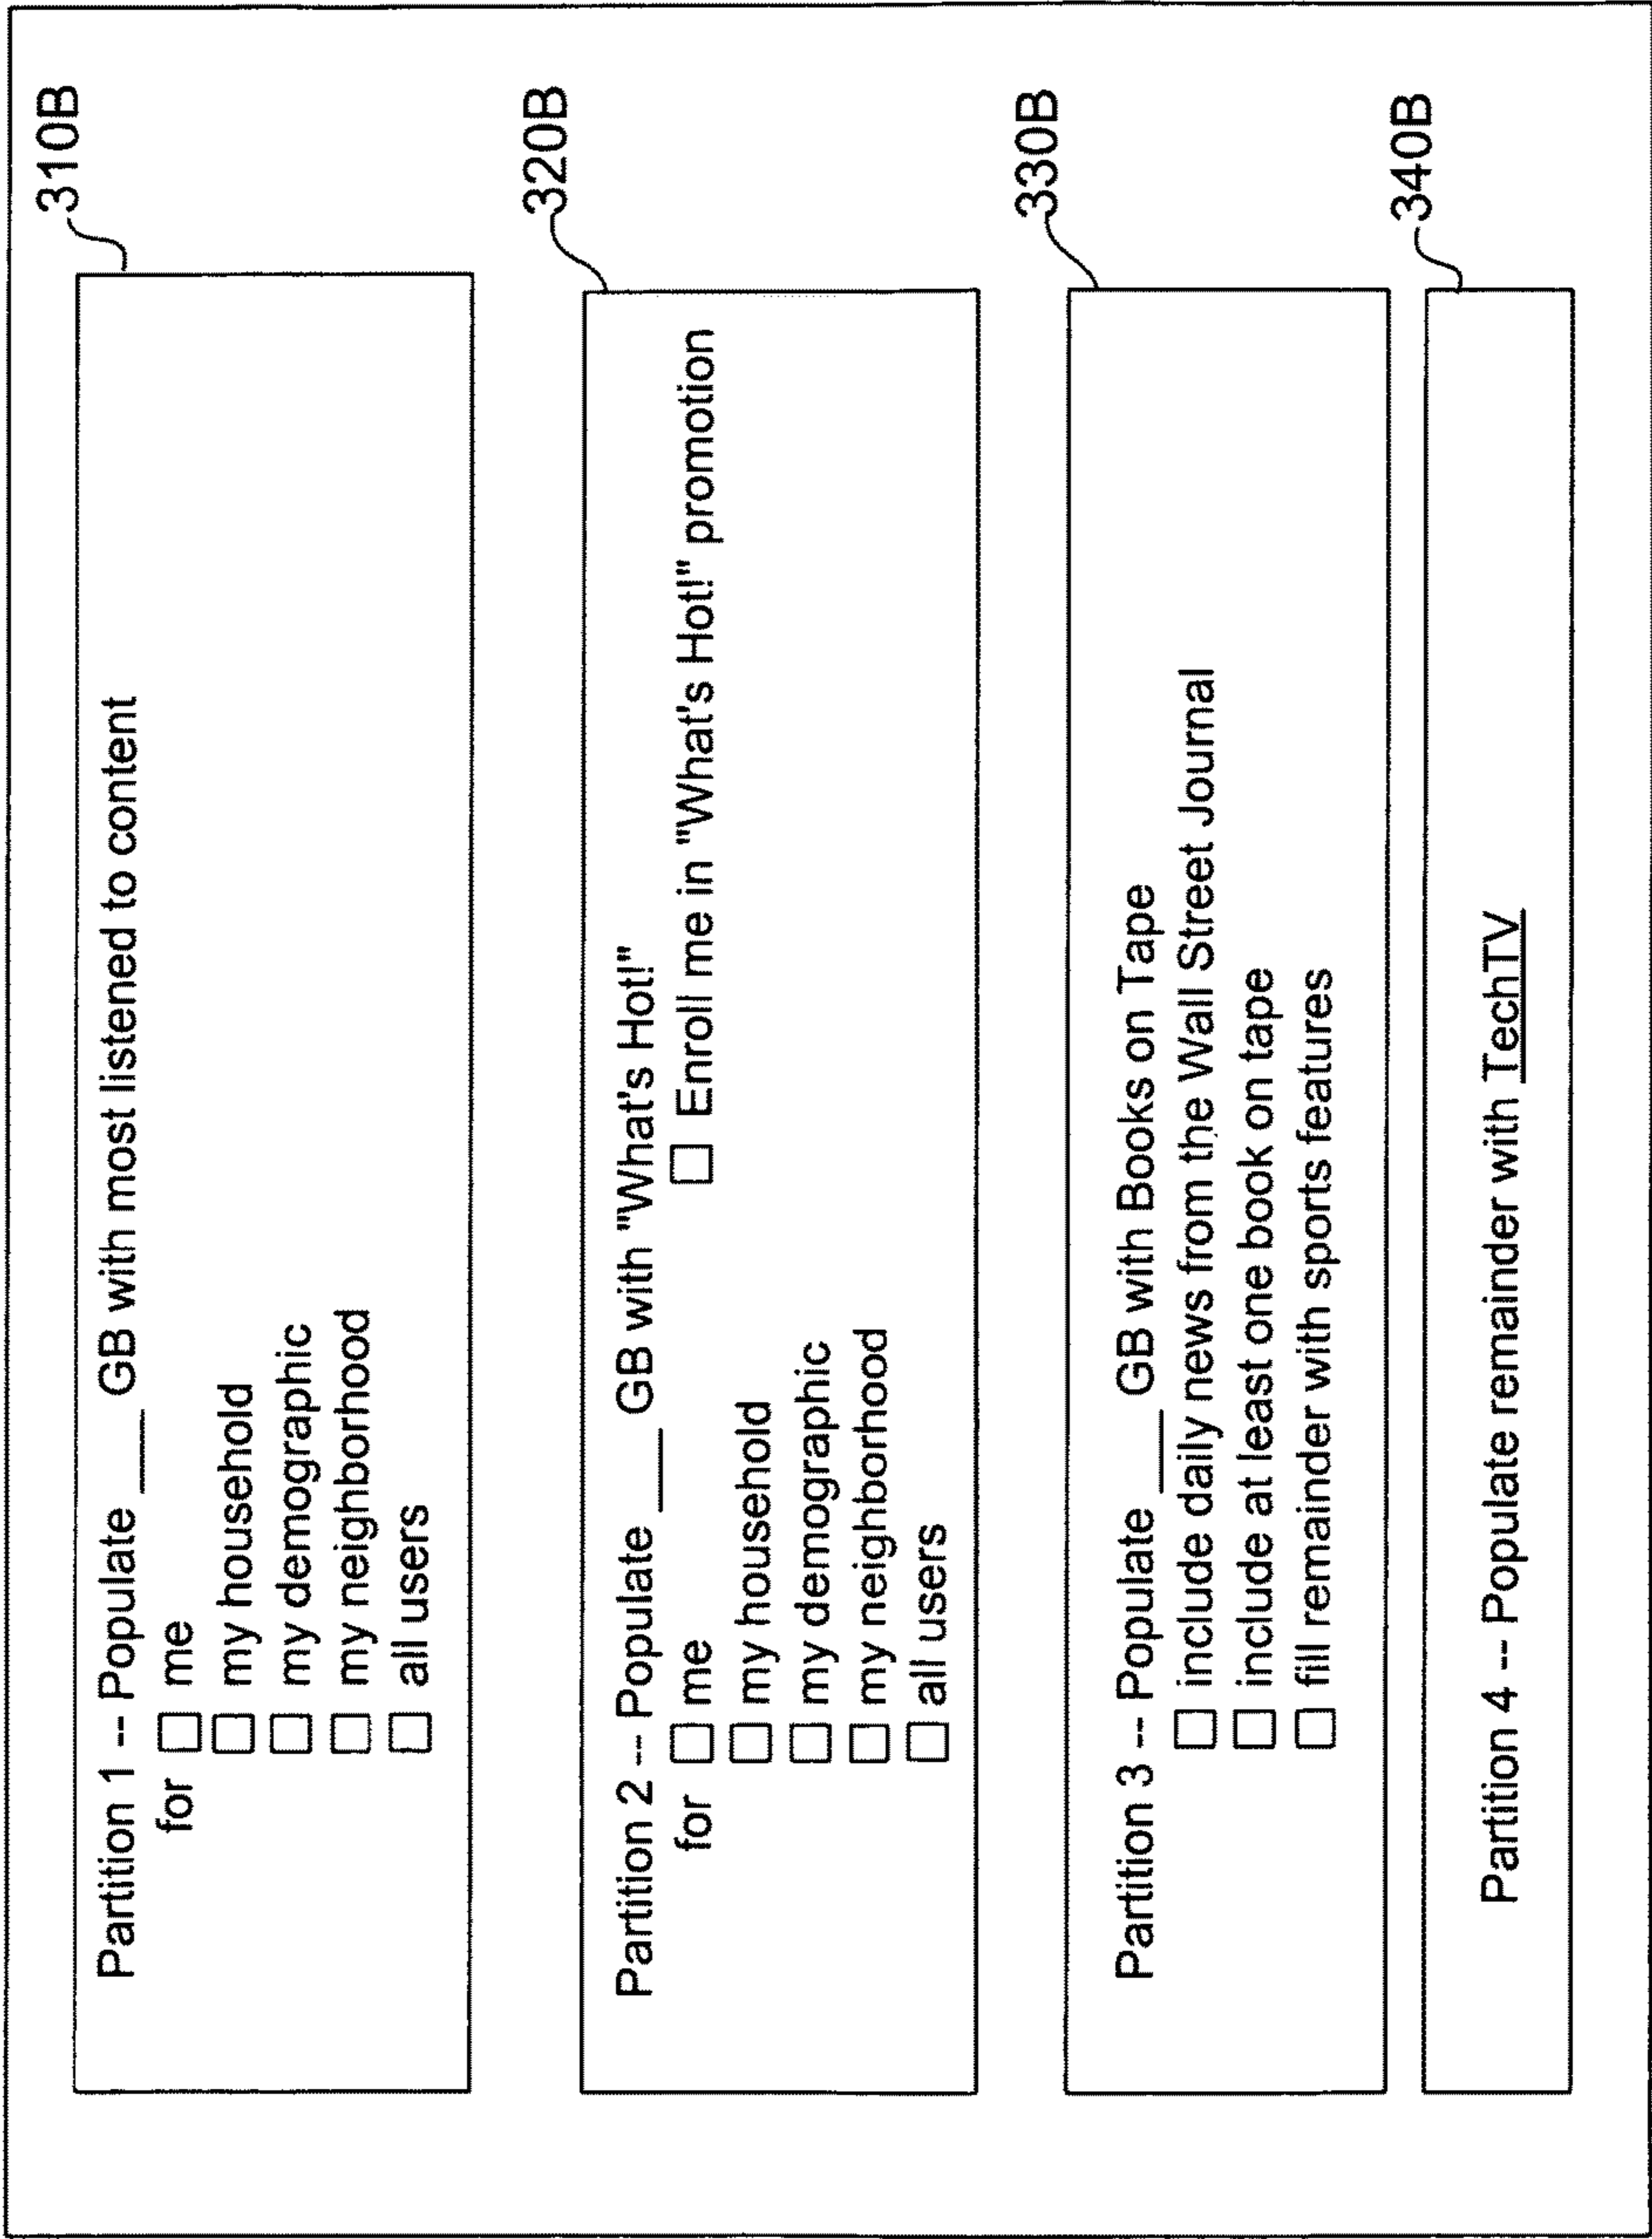 310B
Partition 1 -- Populate ___ GB with most listened to content
for □ me
□ my household
□ my demographic
□ my neighborhood
□ all users
320B
Partition 2 -- Populate ___ GB with "What's Hot!"
for □ me □ Enroll me in "What's Hot!" promotion
□ my household
□ my demographic
□ my neighborhood
□ all users
330B
Partition 3 -- Populate ___ GB with Books on Tape
□ include daily news from the Wall Street Journal
□ include at least one book on tape
□ fill remainder with sports features
340B
Partition 4 -- Populate remainder with TechTV